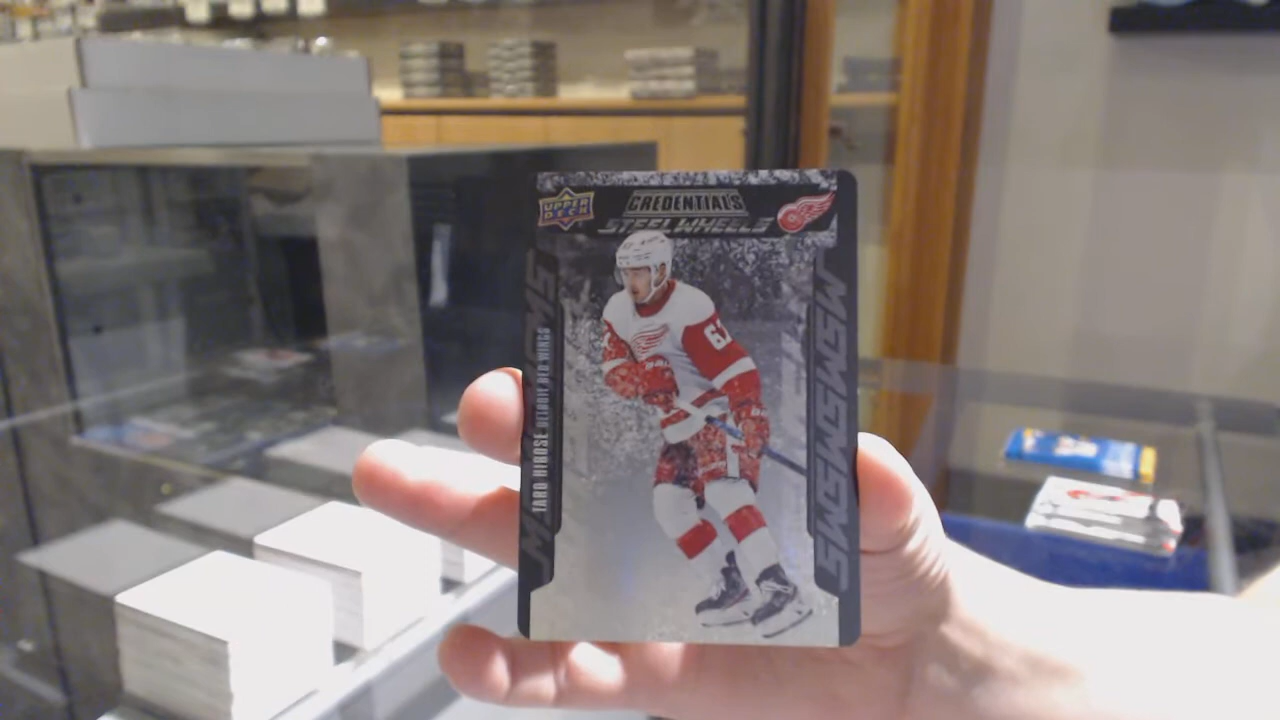 UPPER DECK
CREDENTIALS
STEEL WHEELS
TARO HIROSE DETROIT RED WINGS
67